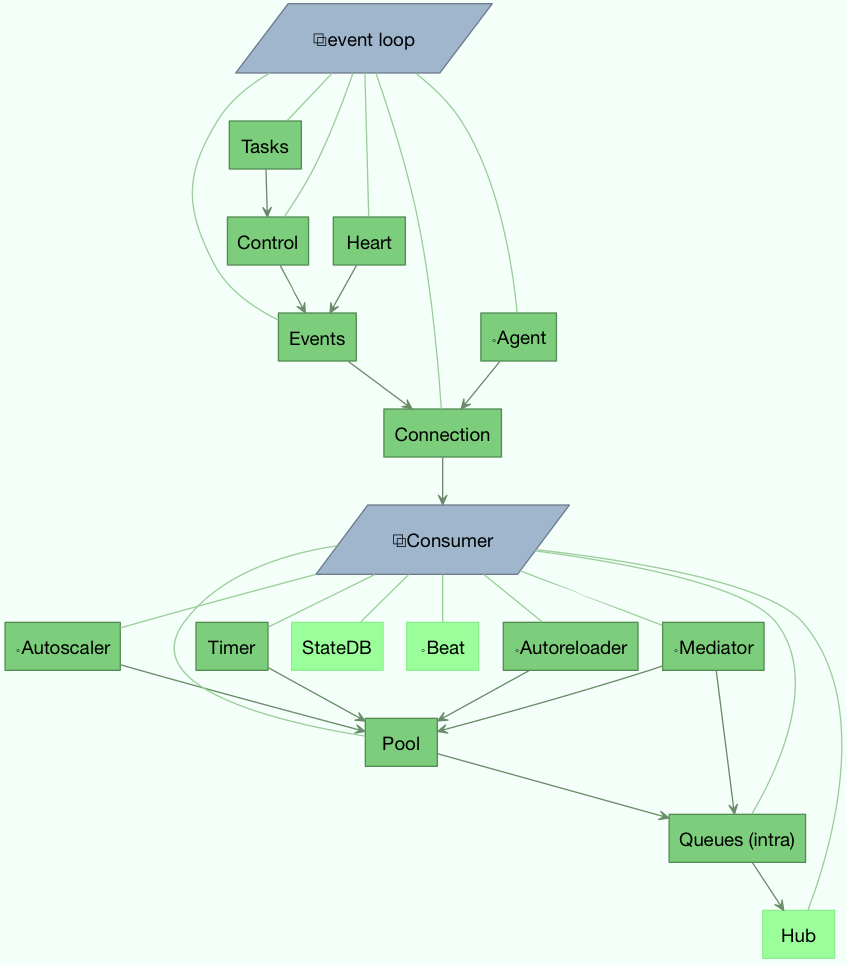 ⧉event loop
Tasks
Control
Heart
Events
◦Agent
Connection
⧉Consumer
◦Autoscaler
Timer
StateDB
◦Beat
◦Autoreloader
◦Mediator
Pool
Queues (intra)
Hub